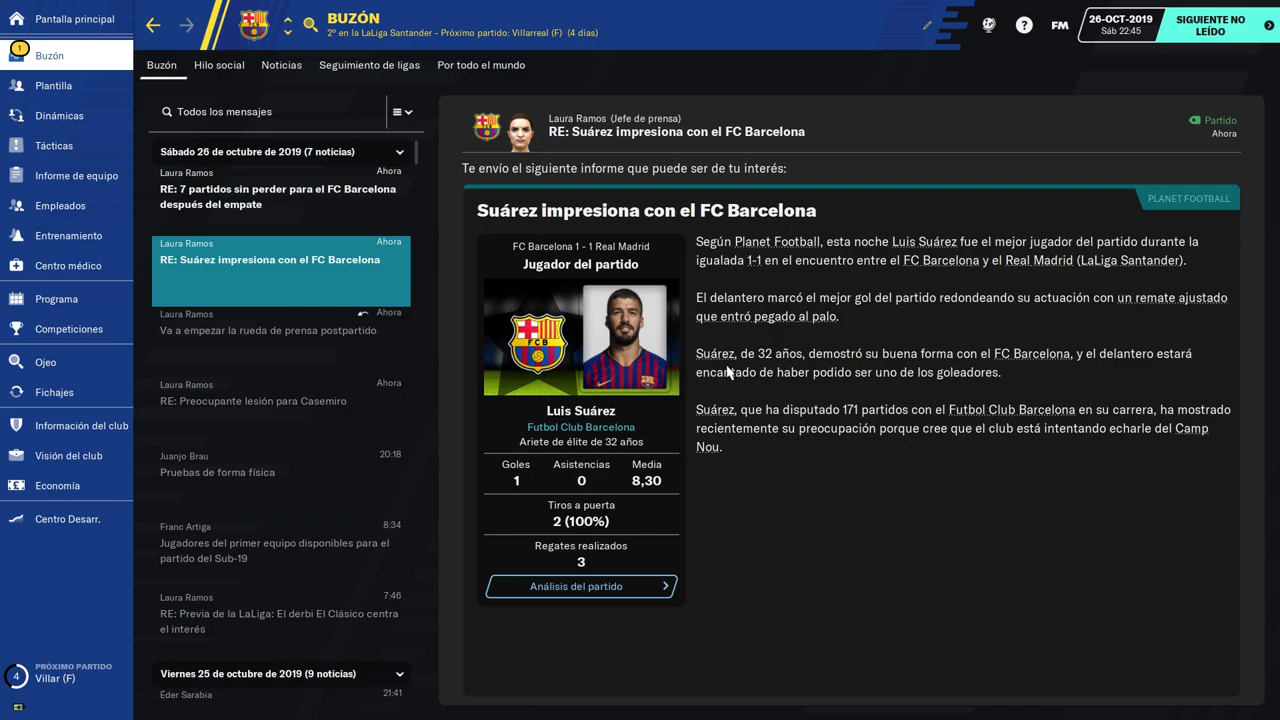 Pantalla principal
1
Buzón
Plantilla
Dinámicas
Tácticas
Informe de equipo
Empleados
Entrenamiento
Centro médico
Programa
Competiciones
Ojeo
Fichajes
Información del club
Visión del club
Economía
Centro Desarr.
4
PRÓXIMO PARTIDO
Villar (F)
BUZÓN
2º en la LaLiga Santander - Próximo partido: Villarreal (F) (4 días)
?
FM
26-OCT-2019
Sáb 22:45
SIGUIENTE NO
LEÍDO
Buzón
Hilo social
Noticias
Seguimiento de ligas
Por todo el mundo
Todos los mensajes
Sábado 26 de octubre de 2019 (7 noticias)
Laura Ramos Ahora
RE: 7 partidos sin perder para el FC Barcelona
después del empate
Laura Ramos Ahora
RE: Suárez impresiona con el FC Barcelona
Laura Ramos Ahora
Va a empezar la rueda de prensa postpartido
Laura Ramos Ahora
RE: Preocupante lesión para Casemiro
Juanjo Brau 20:18
Pruebas de forma física
Franc Artiga 8:34
Jugadores del primer equipo disponibles para el
partido del Sub-19
Laura Ramos 7:46
RE: Previa de la LaLiga: El derbi El Clásico centra
el interés
Viernes 25 de octubre de 2019 (9 noticias)
Éder Sarabia 21:41
Laura Ramos (Jefe de prensa)
RE: Suárez impresiona con el FC Barcelona
Partido
Ahora
Te envío el siguiente informe que puede ser de tu interés:
PLANET FOOTBALL
Suárez impresiona con el FC Barcelona
FC Barcelona 1 - 1 Real Madrid
Jugador del partido
FCB
Luis Suárez
Futbol Club Barcelona
Ariete de élite de 32 años
Goles Asistencias Media
1 0 8,30
Tiros a puerta
2 (100%)
Regates realizados
3
Análisis del partido
Según Planet Football, esta noche Luis Suárez fue el mejor jugador del partido durante la
igualada 1-1 en el encuentro entre el FC Barcelona y el Real Madrid (LaLiga Santander).
El delantero marcó el mejor gol del partido redondeando su actuación con un remate ajustado
que entró pegado al palo.
Suárez, de 32 años, demostró su buena forma con el FC Barcelona, y el delantero estará
encantado de haber podido ser uno de los goleadores.
Suárez, que ha disputado 171 partidos con el Futbol Club Barcelona en su carrera, ha mostrado
recientemente su preocupación porque cree que el club está intentando echarle del Camp
Nou.